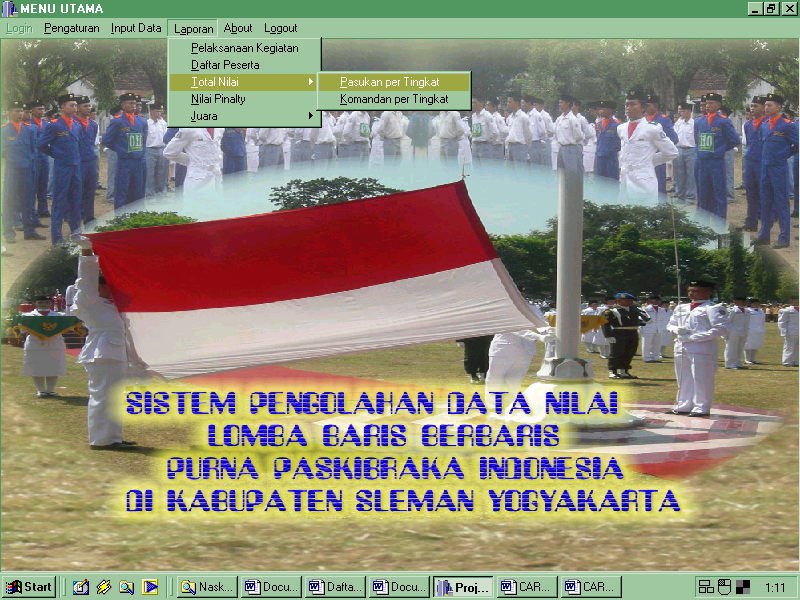 MENU UTAMA
Login Pengaturan Input Data Laporan About Logout
Pelaksanaan Kegiatan
Daftar Peserta
Total Nilai
Pasukan per Tingkat
Nilai Pinalty
Komandan per Tingkat
Juara
SISTEM PENGOLAHAN DATA NILAI
LOMBA BARIS BERBARIS
PURNA PASKIBRAKA INDONESIA
DI KABUPATEN SLEMAN YOGYAKARTA
Start Nask... Docu... Dafta... Docu... Proj... CAR... CAR... 1:11